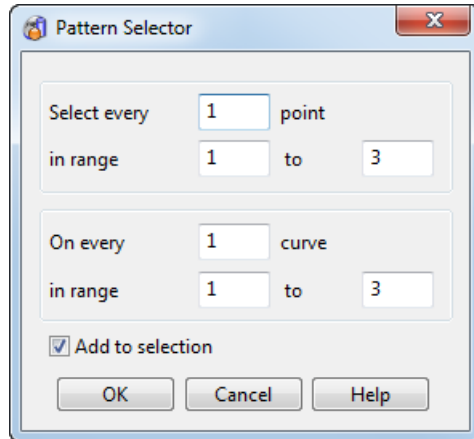 Pattern Selector
Select every 1 point
in range 1 to 3
On every 1 curve
in range 1 to 3
Add to selection
OK Cancel Help